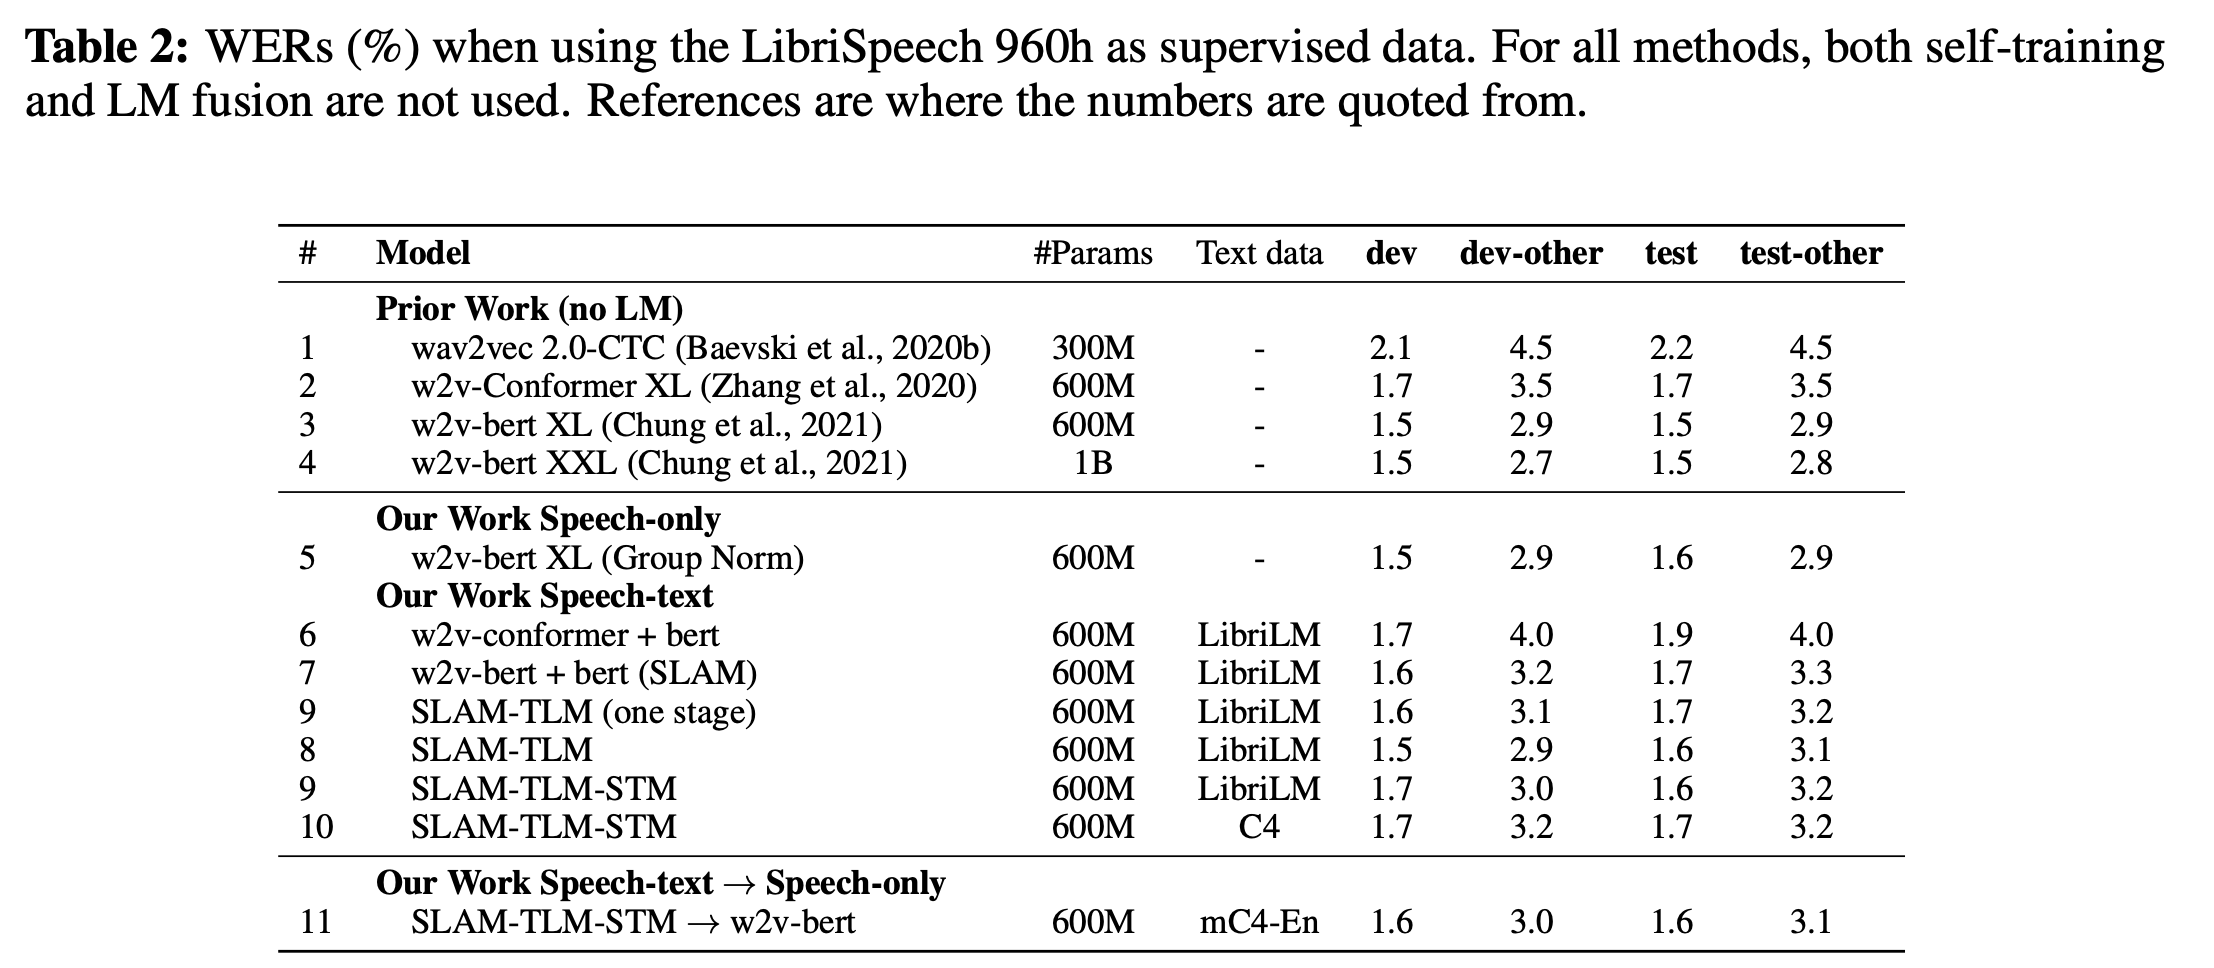 Table 2: WERs (%) when using the LibriSpeech 960h as supervised data. For all methods, both self-training
and LM fusion are not used. References are where the numbers are quoted from.
# Model #Params Text data dev dev-other test test-other
Prior Work (no LM)
1 wav2vec 2.0-CTC (Baevski et al., 2020b) 300M - 2.1 4.5 2.2 4.5
2 w2v-Conformer XL (Zhang et al., 2020) 600M - 1.7 3.5 1.7 3.5
3 w2v-bert XL (Chung et al., 2021) 600M - 1.5 2.9 1.5 2.9
4 w2v-bert XXL (Chung et al., 2021) 1B - 1.5 2.7 1.5 2.8
Our Work Speech-only
5 w2v-bert XL (Group Norm) 600M - 1.5 2.9 1.6 2.9
Our Work Speech-text
6 w2v-conformer + bert 600M LibriLM 1.7 4.0 1.9 4.0
7 w2v-bert + bert (SLAM) 600M LibriLM 1.6 3.2 1.7 3.3
9 SLAM-TLM (one stage) 600M LibriLM 1.6 3.1 1.7 3.2
8 SLAM-TLM 600M LibriLM 1.5 2.9 1.6 3.1
9 SLAM-TLM-STM 600M LibriLM 1.7 3.0 1.6 3.2
10 SLAM-TLM-STM 600M C4 1.7 3.2 1.7 3.2
Our Work Speech-text → Speech-only
11 SLAM-TLM-STM → w2v-bert 600M mC4-En 1.6 3.0 1.6 3.1